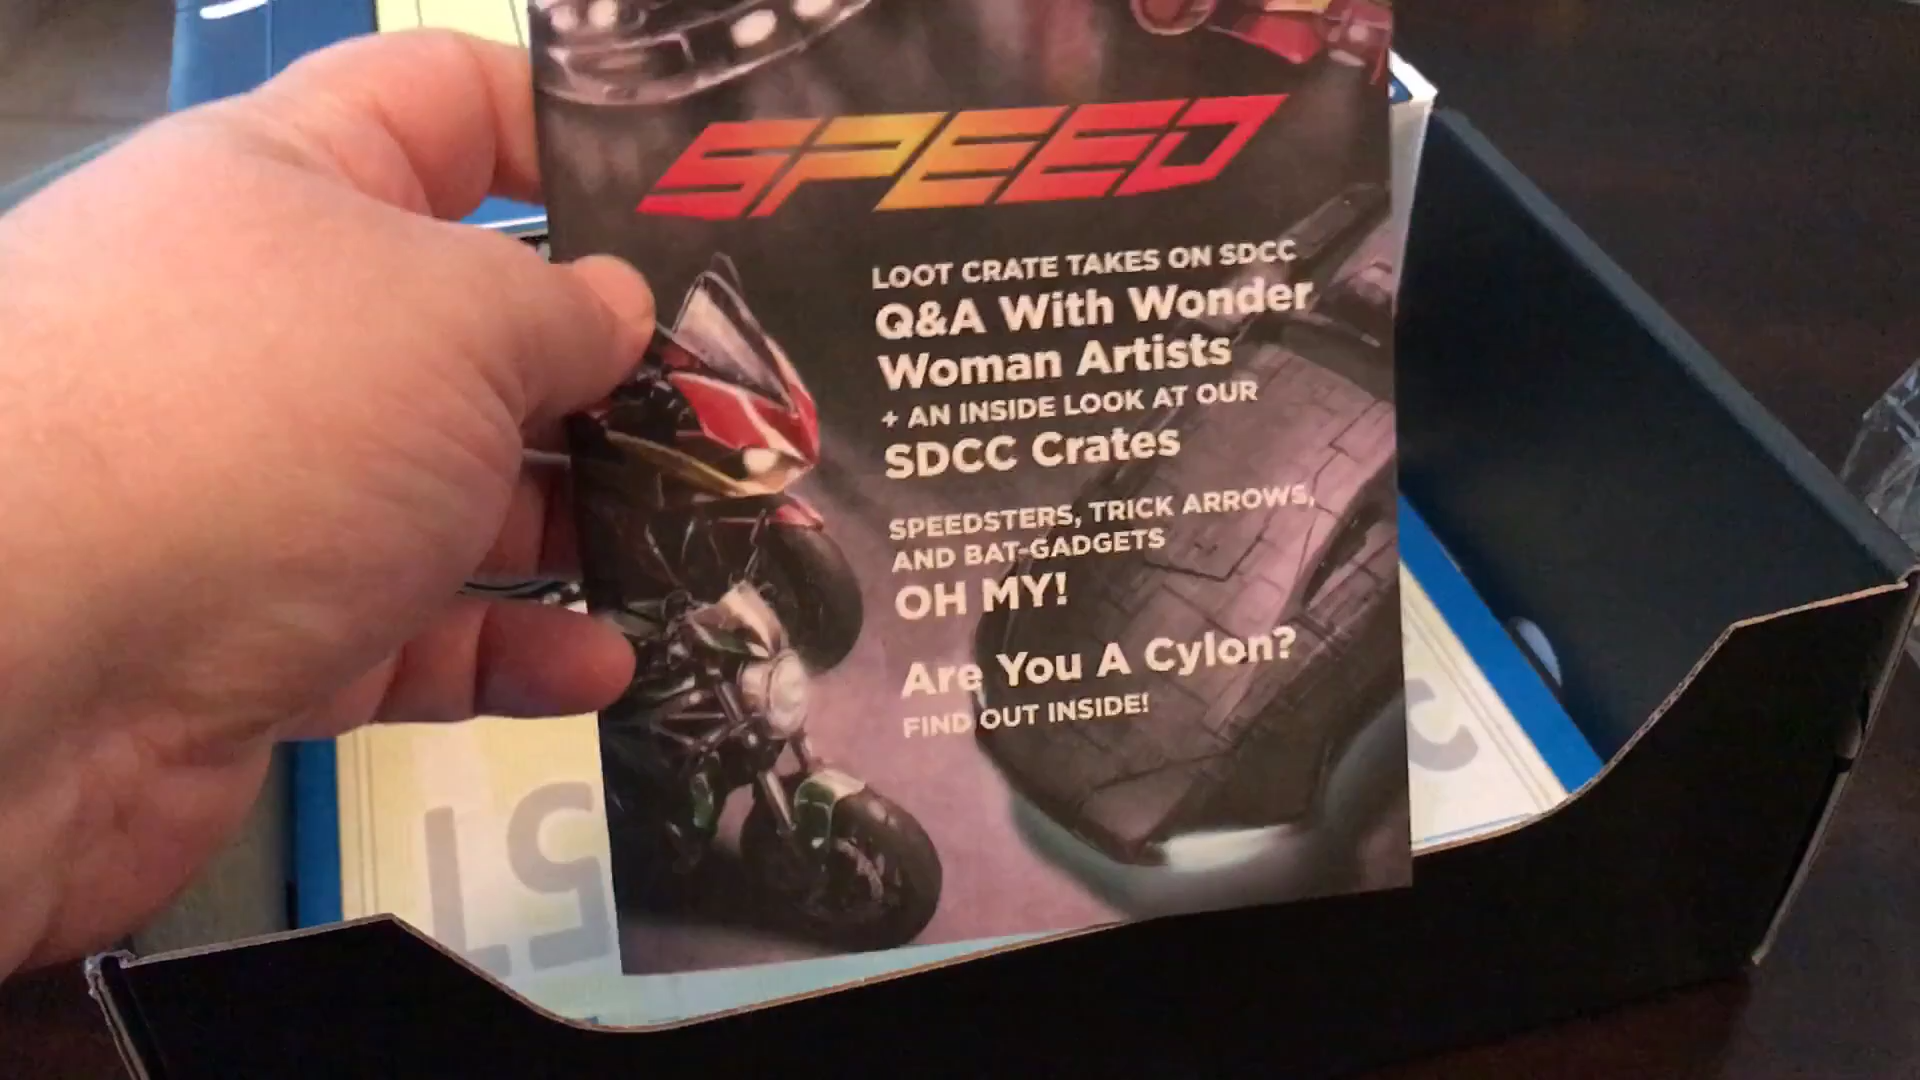 SPEED
LOOT CRATE TAKES ON SDCC
Q&A With Wonder
Woman Artists
+ AN INSIDE LOOK AT OUR
SDCC Crates
SPEEDSTERS, TRICK ARROWS,
AND BAT-GADGETS
OH MY!
Are You A Cylon?
FIND OUT INSIDE!